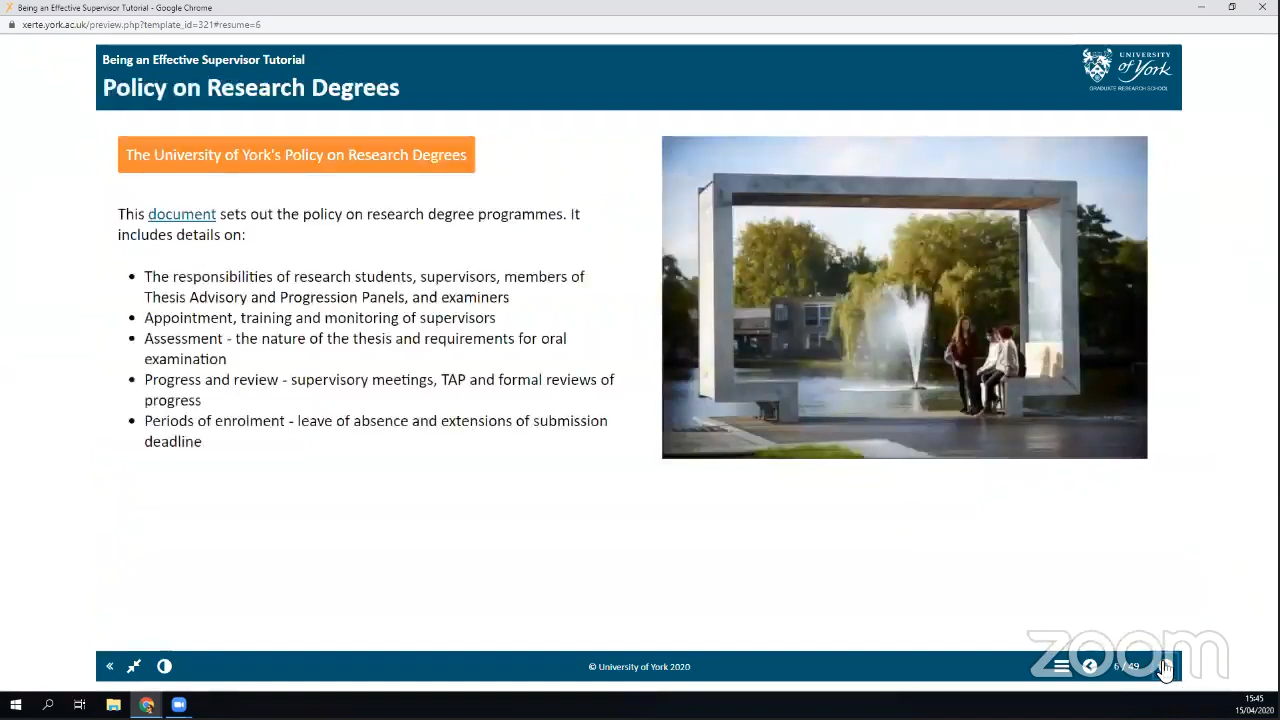 Being an Effective Supervisor Tutorial - Google Chrome
xerte.york.ac.uk/preview.php?template_id=321#resume=6
Being an Effective Supervisor Tutorial
Policy on Research Degrees
UNIVERSITY
of York
GRADUATE RESEARCH SCHOOL
The University of York's Policy on Research Degrees
This document sets out the policy on research degree programmes. It
includes details on:
• The responsibilities of research students, supervisors, members of
Thesis Advisory and Progression Panels, and examiners
• Appointment, training and monitoring of supervisors
• Assessment - the nature of the thesis and requirements for oral
examination
• Progress and review - supervisory meetings, TAP and formal reviews of
progress
• Periods of enrolment - leave of absence and extensions of submission
deadline
© University of York 2020
6 / 49
zoom
15:45
15/04/2020